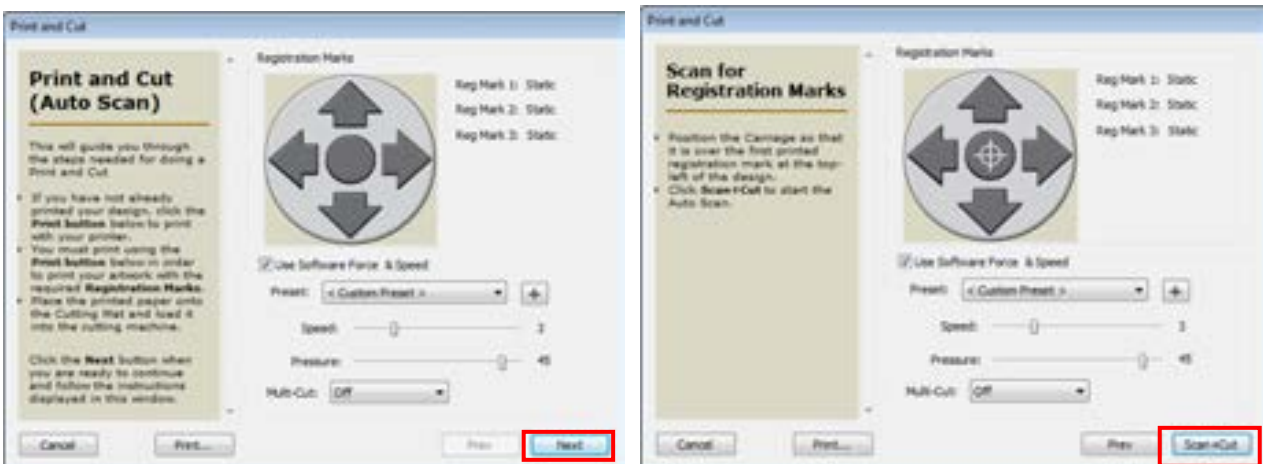 Print and Cut
Print and Cut
(Auto Scan)
This will guide you through
the steps needed for doing a
Print and Cut
• If you have not already
printed your design, click the
Print button below to print
with your printer.
• You must print using the
Print button below in order
to print your artwork with the
required Registration Marks.
• Place the printed paper onto
the Cutting Mat and load it
into the cutting machine.
Click the Next button when
you are ready to continue
and follow the instructions
displayed in this window.
Registration Marks
Reg Mark 1: Static
Reg Mark 2: Static
Reg Mark 3: Static
Use Software Force & Speed
Preset: < Custom Preset > +
Speed: 3
Pressure: 45
Multi-Cut: Off
Cancel Print... Prev Next
Print and Cut
Scan for
Registration Marks
• Position the Carriage so that
it is over the first printed
registration mark at the top-
left of the design.
• Click Scan+Cut to start the
Auto Scan.
Registration Marks
Reg Mark 1: Static
Reg Mark 2: Static
Reg Mark 3: Static
Use Software Force & Speed
Preset: < Custom Preset > +
Speed: 3
Pressure: 45
Multi-Cut: Off
Cancel Print... Prev Scan+Cut